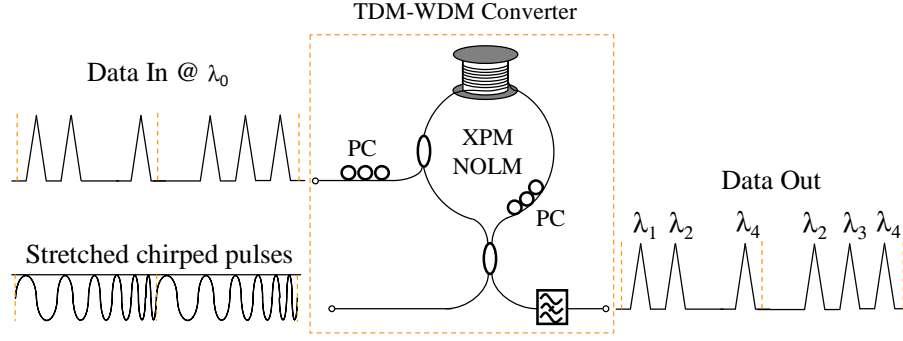 TDM-WDM Converter
Data In @ λ₀
PC
XPM
NOLM
PC
Data Out
λ₁ λ₂ λ₄ λ₂ λ₃ λ₄
Stretched chirped pulses